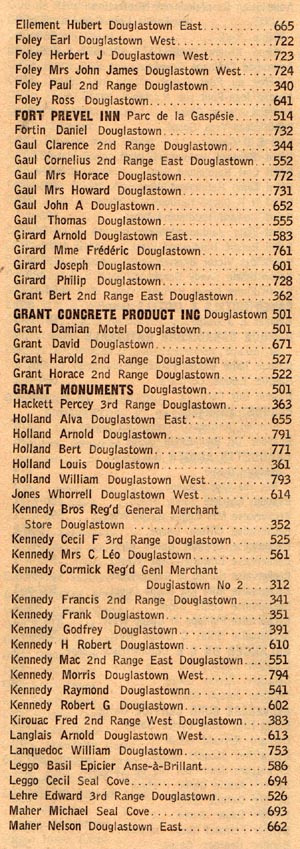 Ellement Hubert Douglastown East........665
Foley Earl Douglastown West............722
Foley Herbert J Douglastown.............723
Foley Mrs John James Douglastown West...724
Foley Paul 2nd Range Douglastown........340
Foley Ross Douglastown..................641
FORT PREVEL INN Parc de la Gaspésie.....514
Fortin Daniel Douglastown...............732
Gaul Clarence 2nd Range Douglastown.....344
Gaul Cornelius 2nd Range East Douglastown..552
Gaul Mrs Horace Douglastown.............772
Gaul Mrs Howard Douglastown.............731
Gaul John A Douglastown.................652
Gaul Thomas Douglastown.................555
Girard Arnold Douglastown East..........583
Girard Mme Frédéric Douglastown.........761
Girard Joseph Douglastown...............601
Girard Philip Douglastown...............728
Grant Bert 2nd Range East Douglastown...362
GRANT CONCRETE PRODUCT INC Douglastown 501
Grant Damian Motel Douglastown..........501
Grant David Douglastown.................671
Grant Harold 2nd Range Douglastown......527
Grant Horace 2nd Range Douglastown......522
GRANT MONUMENTS Douglastown.............501
Hackett Percey 3rd Range Douglastown....363
Holland Alva Douglastown East...........655
Holland Arnold Douglastown..............791
Holland Bert Douglastown................771
Holland Louis Douglastown...............361
Holland William Douglastown West........793
Jones Whorrell Douglastown West.........614
Kennedy Bros Reg'd General Merchant
Store Douglastown.......................352
Kennedy Cecil F 3rd Range Douglastown...525
Kennedy Mrs C Léo Douglastown...........561
Kennedy Cormick Reg'd Genl Merchant
Douglastown No 2....312
Kennedy Francis 2nd Range Douglastown...341
Kennedy Frank Douglastown...............351
Kennedy Godfrey Douglastown.............391
Kennedy H Robert Douglastown............610
Kennedy Mac 2nd Range East Douglastown..551
Kennedy Morris Douglastown West.........794
Kennedy Raymond Douglastownn............541
Kennedy Robert G Douglastown............602
Kirouac Fred 2nd Range West Douglastown..383
Langlais Arnold Douglastown West........613
Lanquedoc William Douglastown...........753
Leggo Basil Epicier Anse-à-Brillant.....586
Leggo Cecil Seal Cove...................694
Lehre Edward 3rd Range Douglastown......526
Maher Michael Seal Cove.................693
Maher Nelson Douglastown East...........662